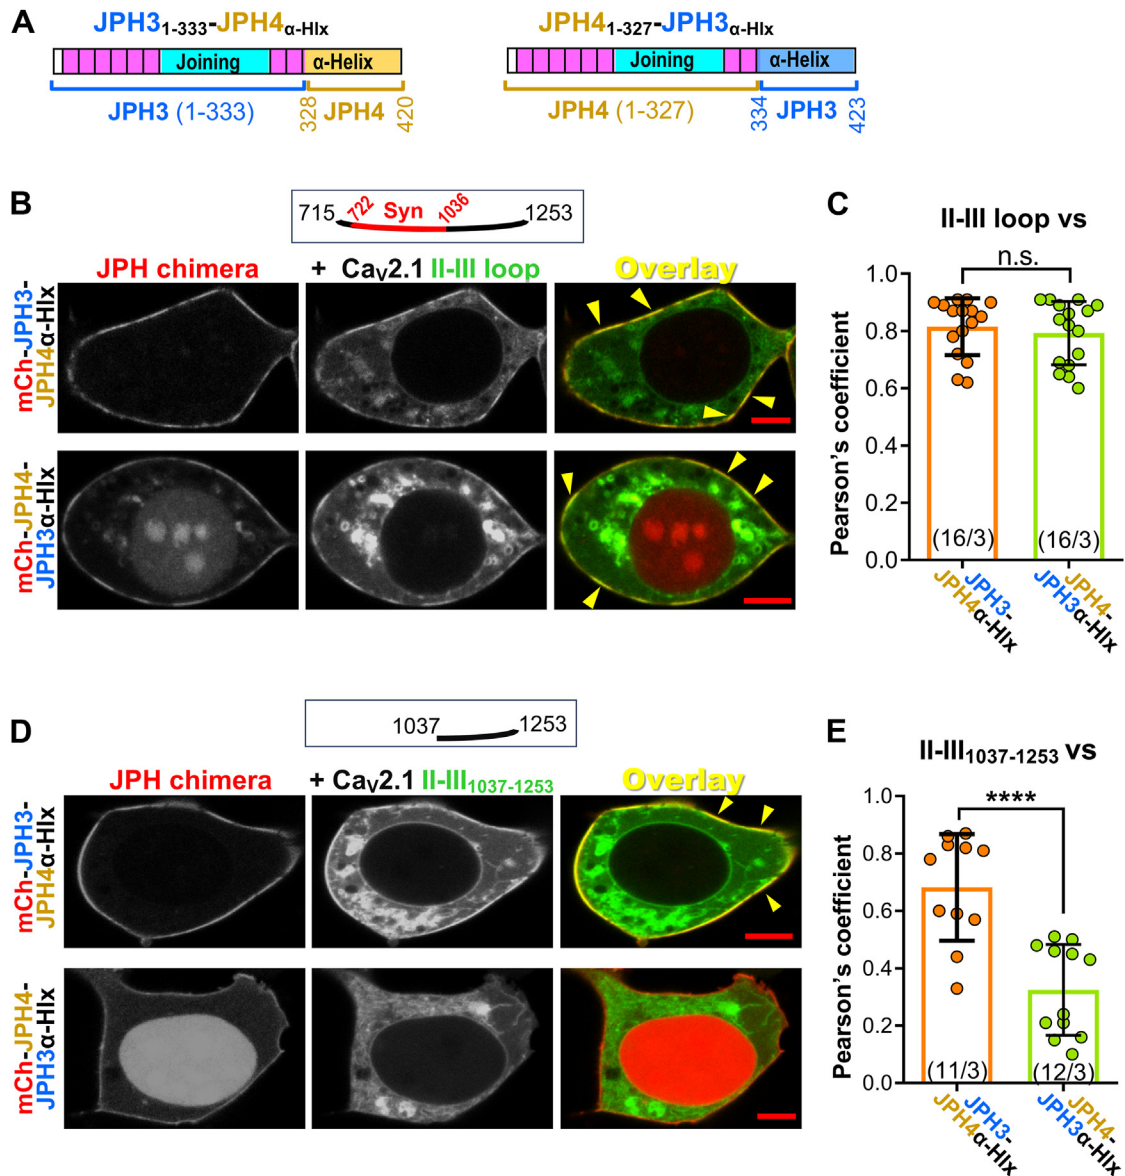 A
JPH3₁₋₃₃₃-JPH4α-Hlx
JPH4₁₋₃₂₇-JPH3α-Hlx
Joining α-Helix
Joining α-Helix
JPH3 (1-333) 328 JPH4 420
JPH4 (1-327) 334 JPH3 423
B
715 722 Syn 1036 1253
JPH chimera + CaV2.1 II-III loop Overlay
mCh-JPH3-
JPH4α-Hlx
mCh-JPH4-
JPH3α-Hlx
C
II-III loop vs
n.s.
Pearson's coefficient
1.0
0.8
0.6
0.4
0.2
0.0
(16/3) (16/3)
JPH3-
JPH4α-Hlx
JPH4-
JPH3α-Hlx
D
1037 1253
JPH chimera + CaV2.1 II-III₁₀₃₇₋₁₂₅₃ Overlay
mCh-JPH3-
JPH4α-Hlx
mCh-JPH4-
JPH3α-Hlx
E
II-III₁₀₃₇₋₁₂₅₃ vs
****
Pearson's coefficient
1.0
0.8
0.6
0.4
0.2
0.0
(11/3) (12/3)
JPH3-
JPH4α-Hlx
JPH4-
JPH3α-Hlx